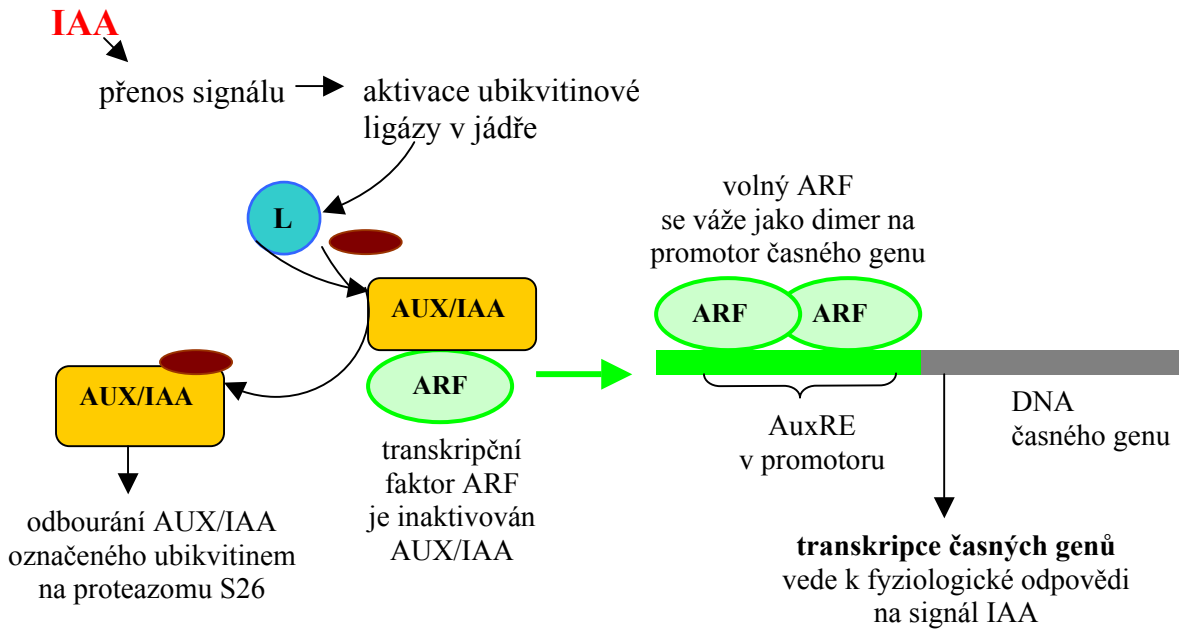 IAA
přenos signálu
aktivace ubikvitinové
ligázy v jádře
L
AUX/IAA
ARF
transkripční
faktor ARF
je inaktivován
AUX/IAA
AUX/IAA
odbourání AUX/IAA
označeného ubikvitinem
na proteazomu S26
volný ARF
se váže jako dimer na
promotor časného genu
ARF
ARF
AuxRE
v promotoru
DNA
časného genu
transkripce časných genů
vede k fyziologické odpovědi
na signál IAA